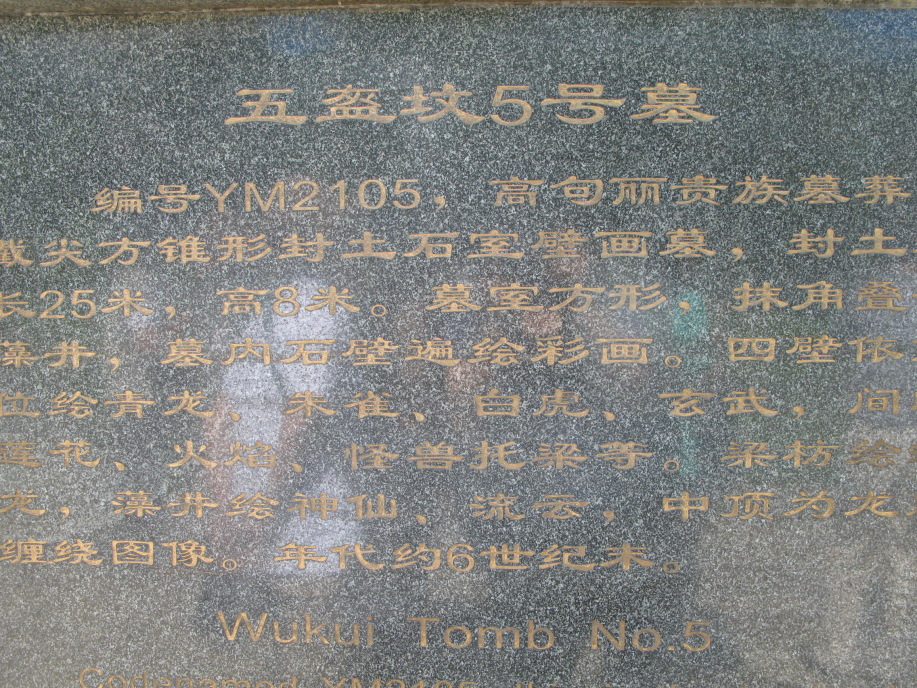 五盔坟5号墓
编号YM2105，高句丽贵族墓葬
截尖方锥形封土石室壁画墓，封土
长25米，高8米。墓室方形，抹角叠
藻井，墓内石壁遍绘彩画。四壁依
位绘青龙、朱雀、白虎、玄武，间
莲花、火焰、怪兽托梁等。梁枋绘
龙，藻井绘神仙、流云，中顶为龙
缠绕图像。年代约6世纪末。
Wukui Tomb No.5
Codenamed YM2105